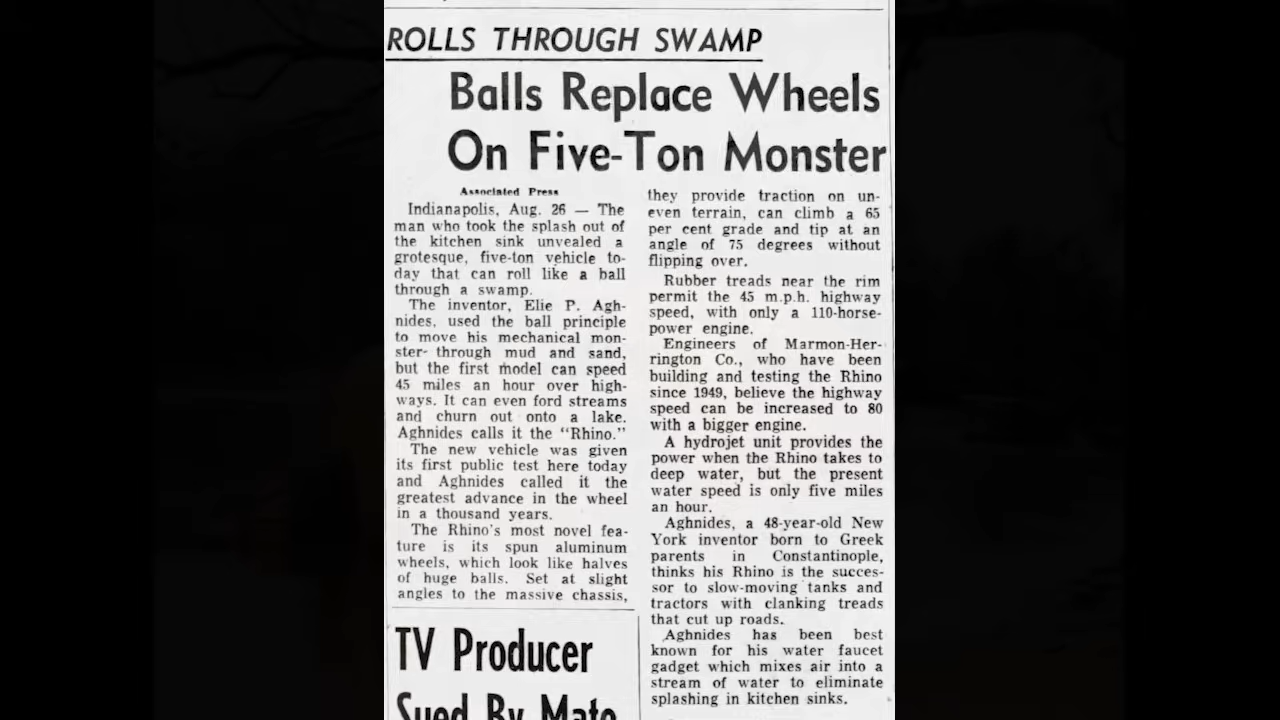 ROLLS THROUGH SWAMP
Balls Replace Wheels
On Five-Ton Monster
Associated Press
Indianapolis, Aug. 26 — The
man who took the splash out of
the kitchen sink unvealed a
grotesque, five-ton vehicle to-
day that can roll like a ball
through a swamp.
The inventor, Elie P. Agh-
nides, used the ball principle
to move his mechanical mon-
ster- through mud and sand,
but the first model can speed
45 miles an hour over high-
ways. It can even ford streams
and churn out onto a lake.
Aghnides calls it the "Rhino."
The new vehicle was given
its first public test here today
and Aghnides called it the
greatest advance in the wheel
in a thousand years.
The Rhino's most novel fea-
ture is its spun aluminum
wheels, which look like halves
of huge balls. Set at slight
angles to the massive chassis,
they provide traction on un-
even terrain, can climb a 65
per cent grade and tip at an
angle of 75 degrees without
flipping over.
Rubber treads near the rim
permit the 45 m.p.h. highway
speed, with only a 110-horse-
power engine.
Engineers of Marmon-Her-
rington Co., who have been
building and testing the Rhino
since 1949, believe the highway
speed can be increased to 80
with a bigger engine.
A hydrojet unit provides the
power when the Rhino takes to
deep water, but the present
water speed is only five miles
an hour.
Aghnides, a 48-year-old New
York inventor born to Greek
parents in Constantinople,
thinks his Rhino is the succes-
sor to slow-moving tanks and
tractors with clanking treads
that cut up roads.
Aghnides has been best
known for his water faucet
gadget which mixes air into a
stream of water to eliminate
splashing in kitchen sinks.
TV Producer
Sued By Mate